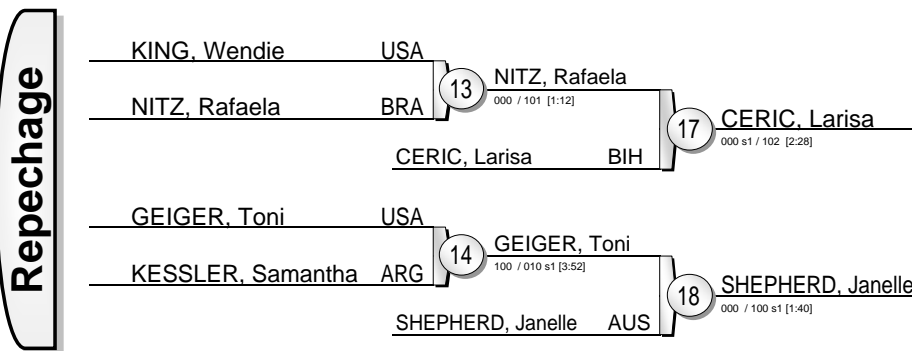 Repechage
KING, Wendie USA
NITZ, Rafaela BRA
13
NITZ, Rafaela
000 / 101 [1:12]
CERIC, Larisa BIH
17
CERIC, Larisa
000 s1 / 102 [2:28]
GEIGER, Toni USA
KESSLER, Samantha ARG
14
GEIGER, Toni
100 / 010 s1 [3:52]
SHEPHERD, Janelle AUS
18
SHEPHERD, Janelle
000 / 100 s1 [1:40]